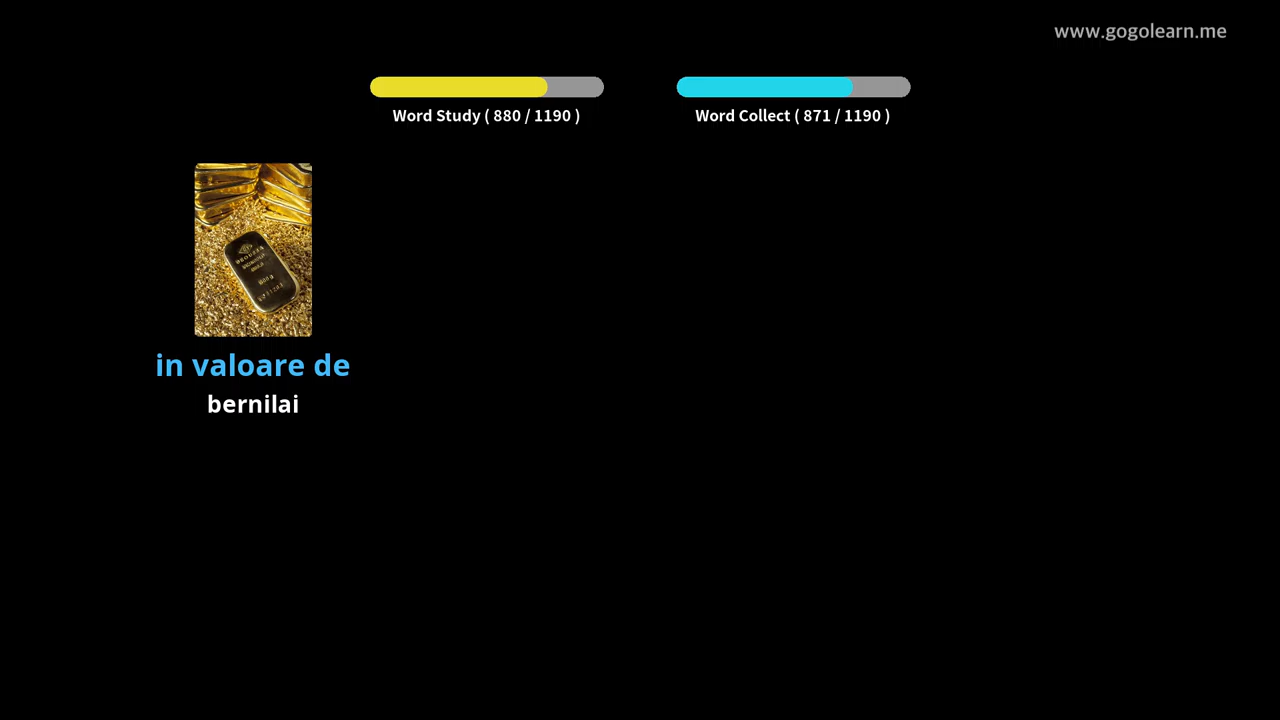 www.gogolearn.me
Word Study ( 880 / 1190 )
Word Collect ( 871 / 1190 )
in valoare de
bernilai